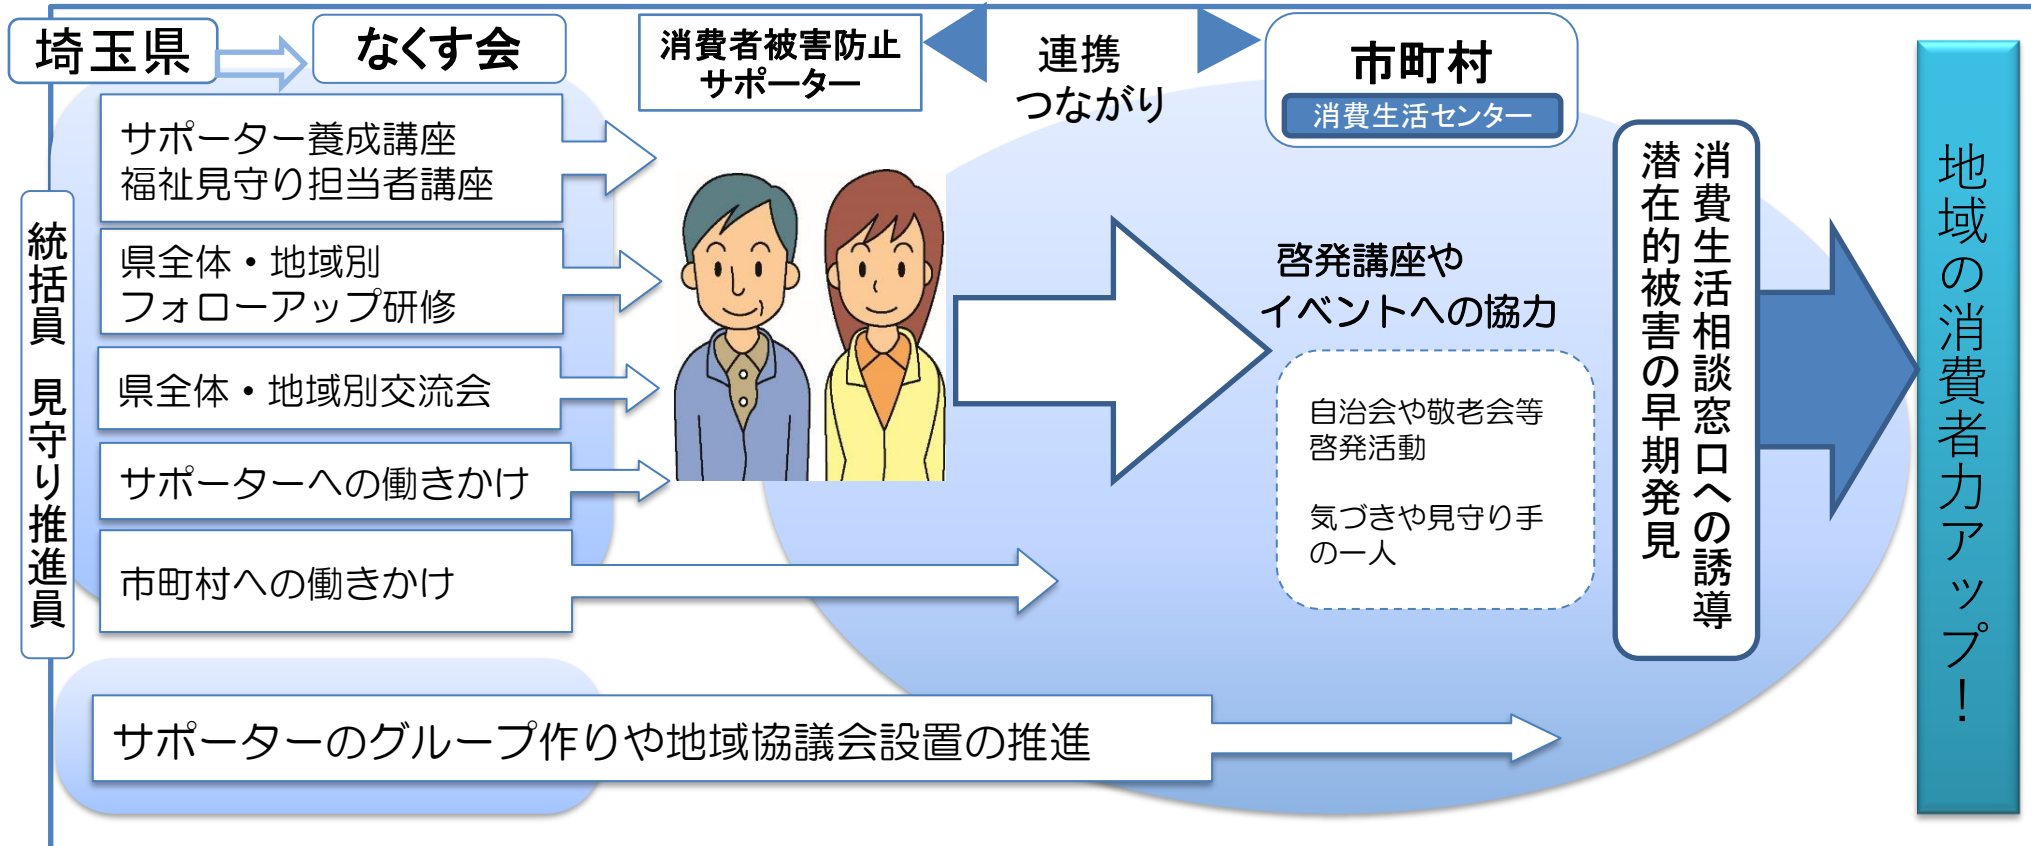 埼玉県
なくす会
消費者被害防止
サポーター
連携
つながり
市町村
消費生活センター
統括員 見守り推進員
サポーター養成講座
福祉見守り担当者講座
県全体・地域別
フォローアップ研修
県全体・地域別交流会
サポーターへの働きかけ
市町村への働きかけ
サポーターのグループ作りや地域協議会設置の推進
啓発講座や
イベントへの協力
自治会や敬老会等
啓発活動
気づきや見守り手
の一人
消費生活相談窓口への誘導
潜在的被害の早期発見
地域の消費者力アップ！